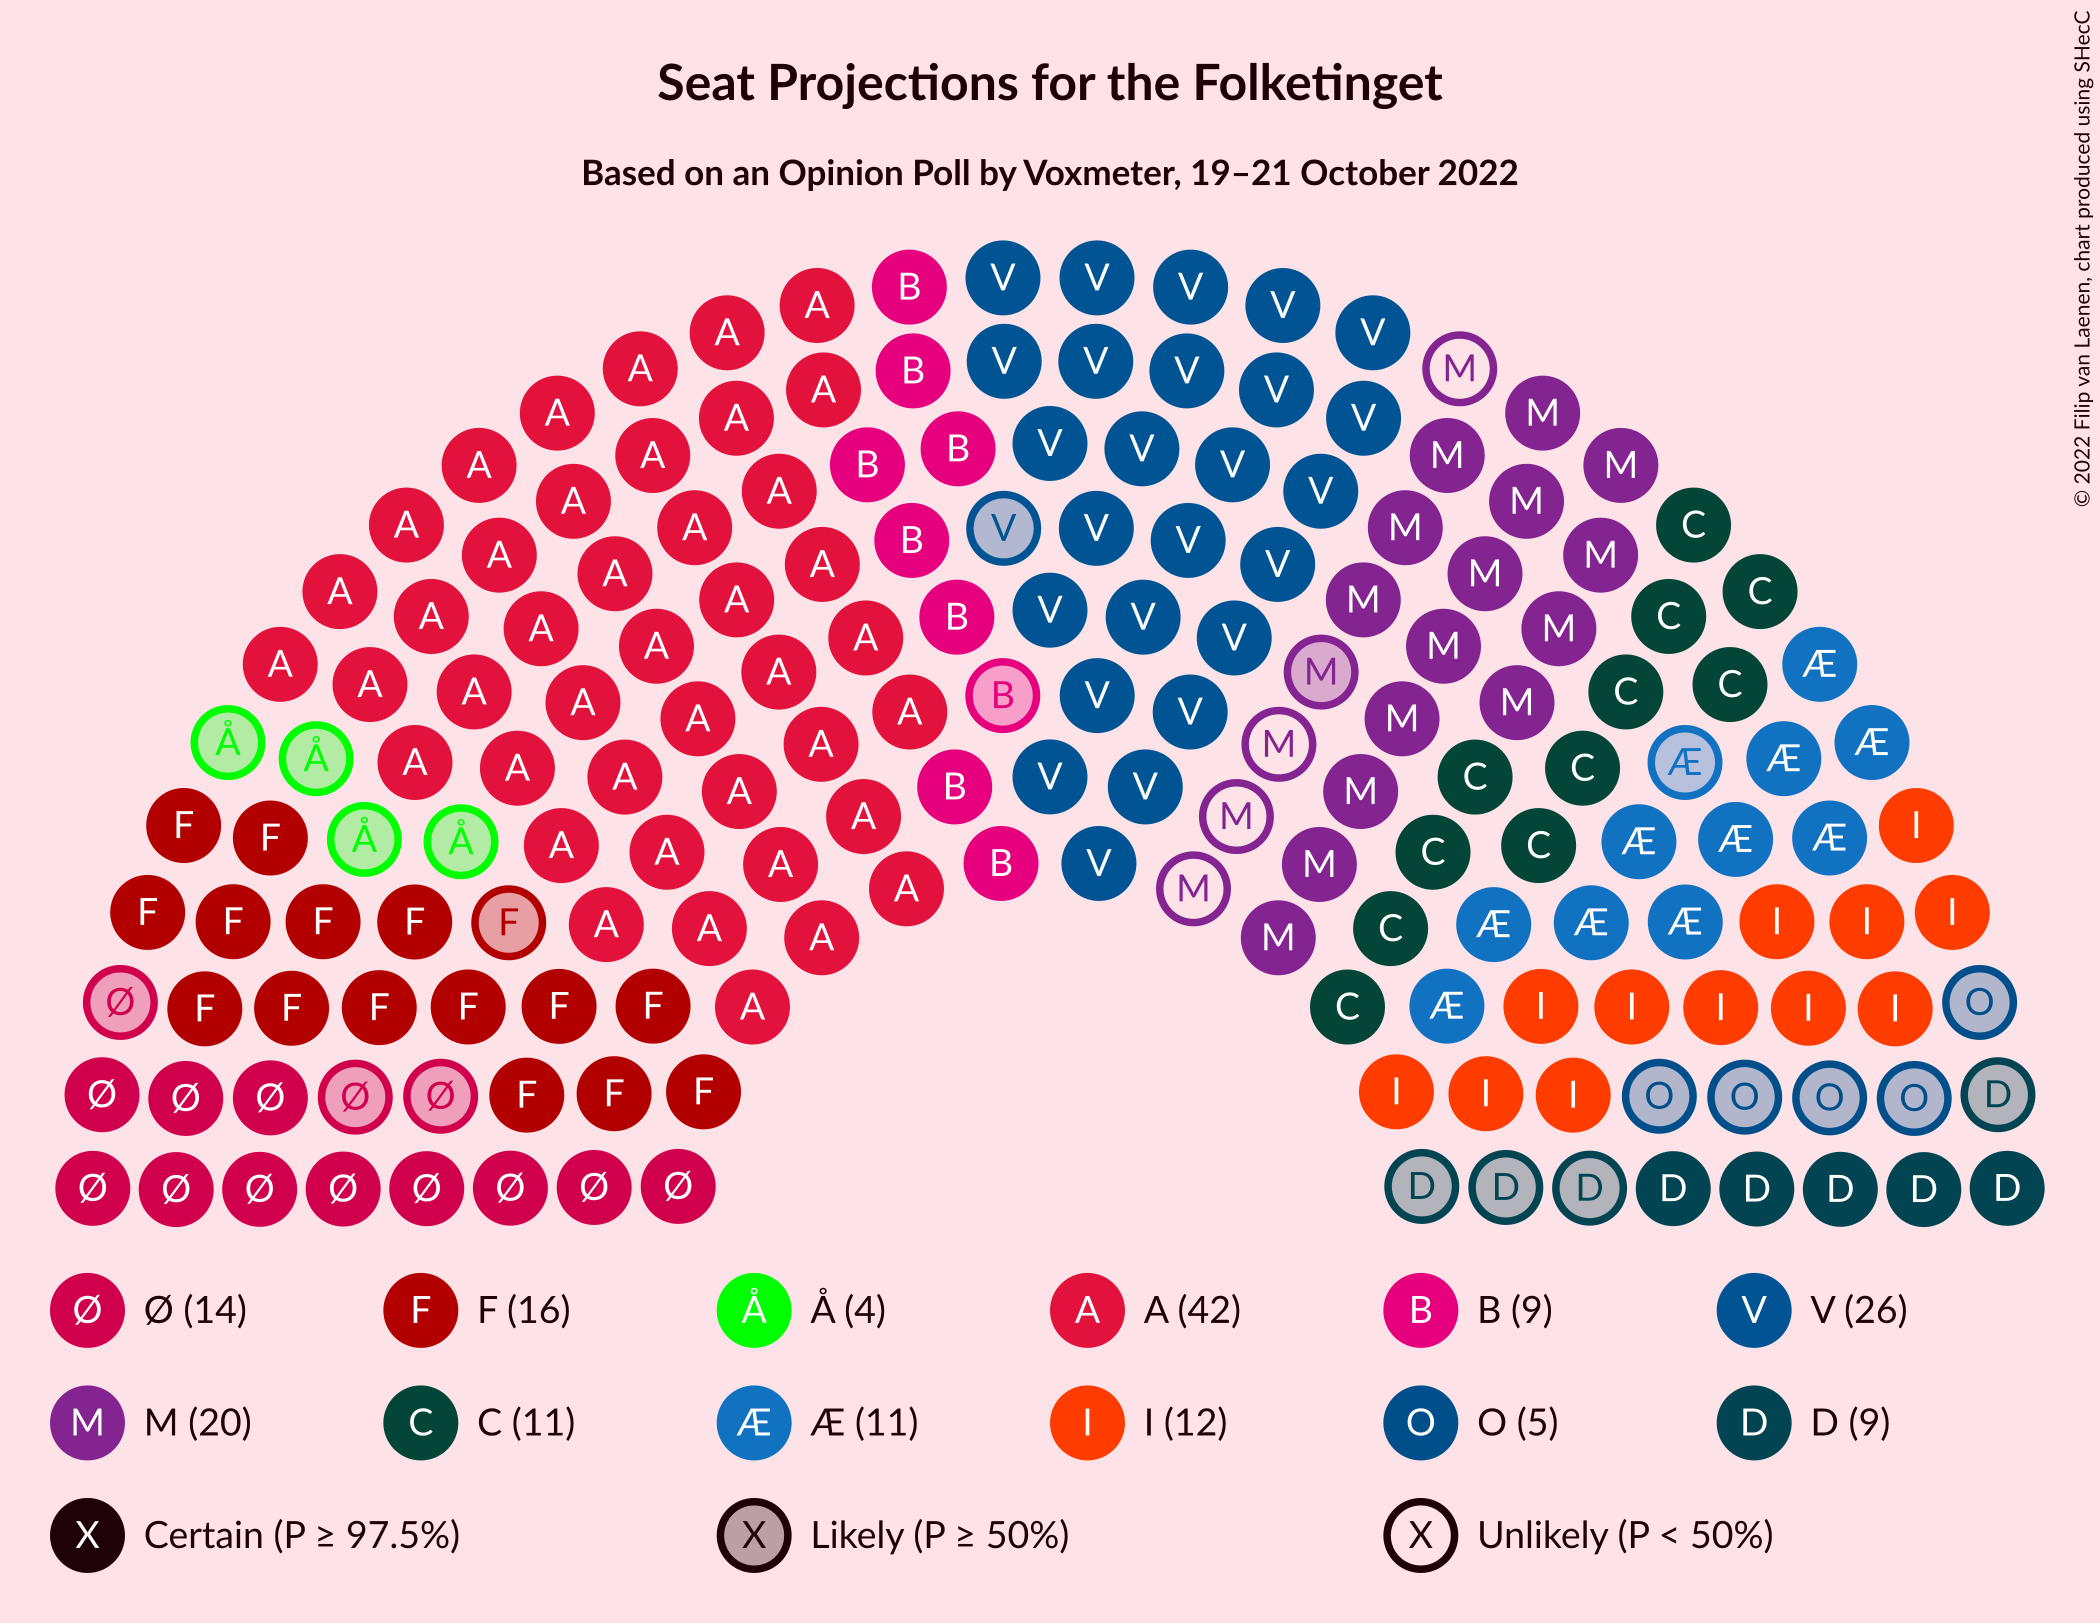 Seat Projections for the Folketinget
Based on an Opinion Poll by Voxmeter, 19–21 October 2022
© 2022 Filip van Laenen, chart produced using SHecC
B V V V
A V
A V
A B V V V M
A V
A A V M
A A B B V V V M M
A A V M
A A B V V V M C
A A A V M M
A A A B V V M C C
A A A V M M
A A A A A B V M M C C Æ
A A V M
Å Å A A A M C Æ Æ Æ
A A B V V M C
F F Å Å A A A A B V M M C C Æ Æ Æ I
F F F F F A A A A M M C Æ Æ Æ I I I
Ø F F F F F F A C Æ I I I I I O
Ø Ø Ø Ø Ø F F F I I I O O O O D
Ø Ø Ø Ø Ø Ø Ø Ø D D D D D D D D
Ø Ø (14) F F (16) Å Å (4) A A (42) B B (9) V V (26)
M M (20) C C (11) Æ Æ (11) I I (12) O O (5) D D (9)
X Certain (P ≥ 97.5%) X Likely (P ≥ 50%) X Unlikely (P < 50%)